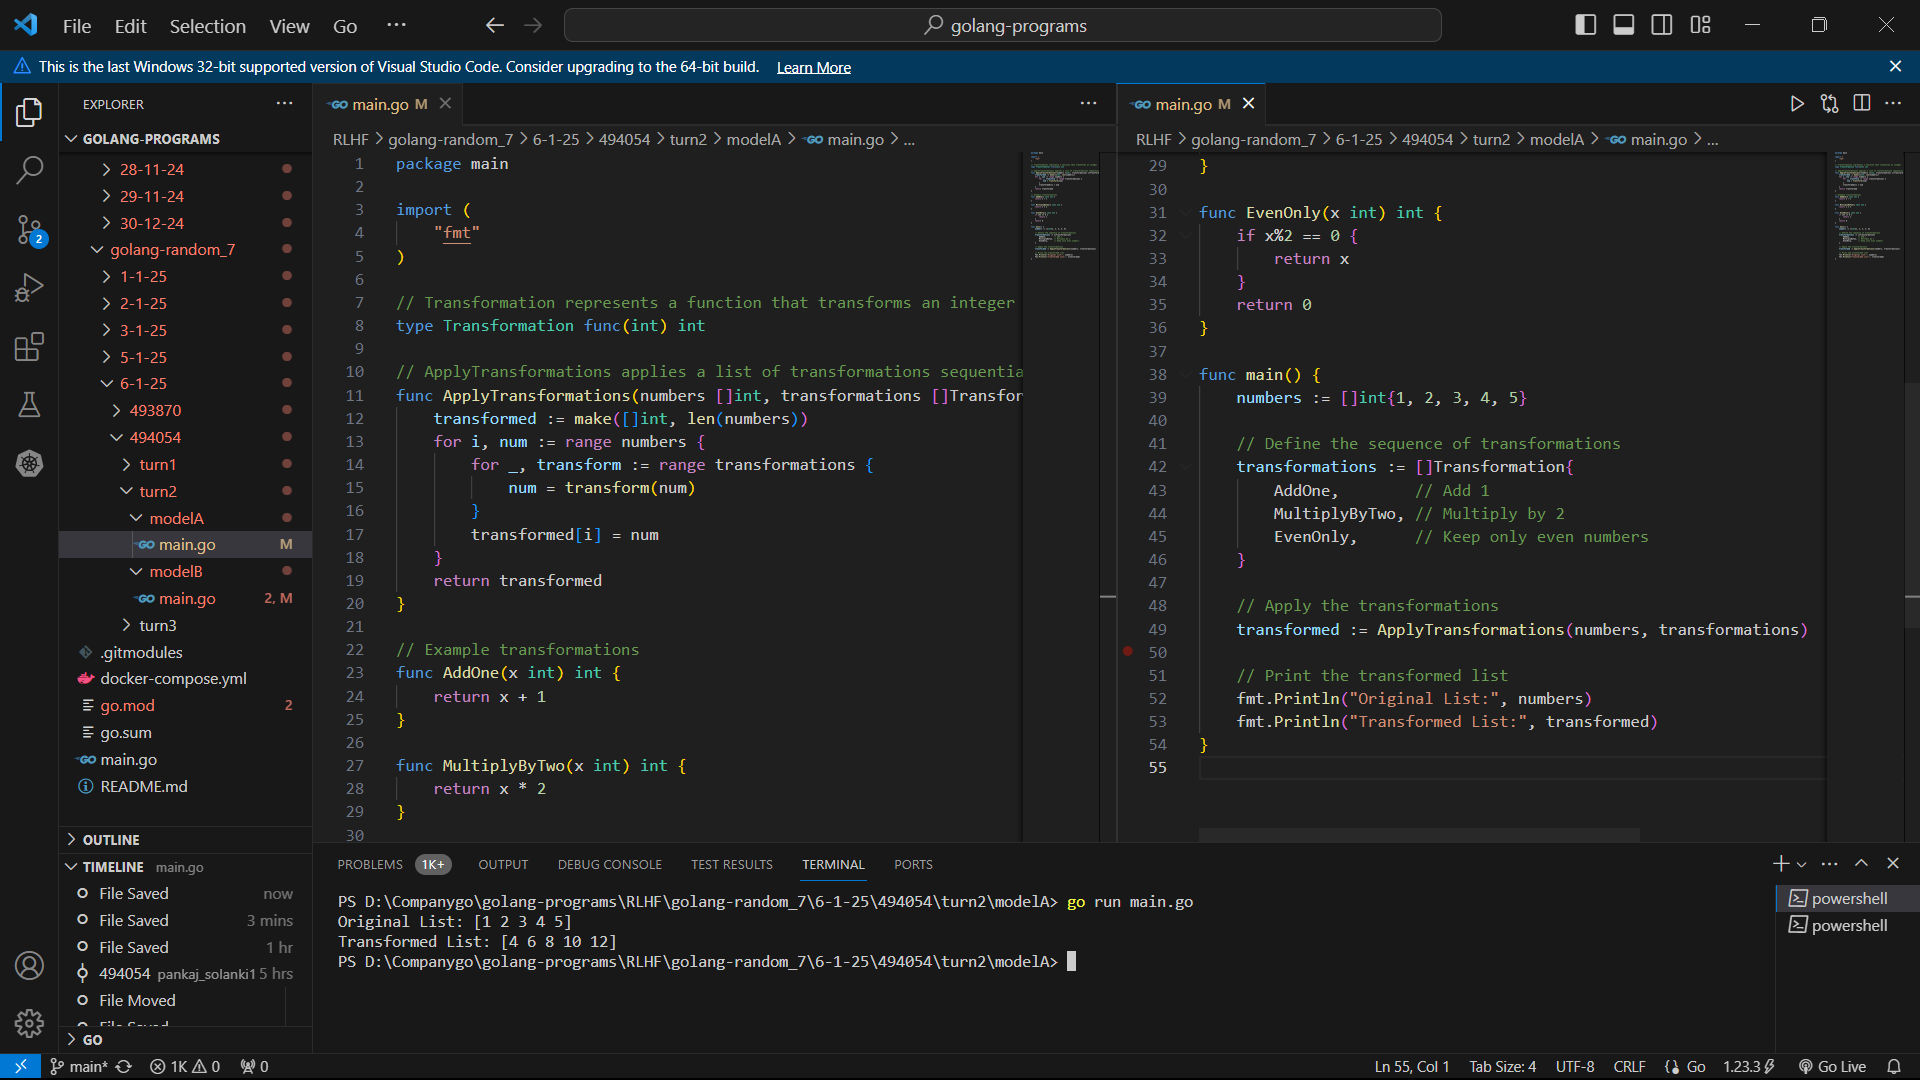 File Edit Selection View Go ··· golang-programs
This is the last Windows 32-bit supported version of Visual Studio Code. Consider upgrading to the 64-bit build. Learn More
EXPLORER
GOLANG-PROGRAMS
28-11-24
29-11-24
30-12-24
golang-random_7
1-1-25
2-1-25
3-1-25
5-1-25
6-1-25
493870
494054
turn1
turn2
modelA
main.go M
modelB
main.go 2, M
turn3
.gitmodules
docker-compose.yml
go.mod 2
go.sum
main.go
README.md
OUTLINE
TIMELINE main.go
File Saved now
File Saved 3 mins
File Saved 1 hr
494054 pankaj_solanki1 5 hrs
File Moved
File Saved
GO
2
main.go M
RLHF > golang-random_7 > 6-1-25 > 494054 > turn2 > modelA > main.go > ...
1 package main
2
3 import (
4 "fmt"
5 )
6
7 // Transformation represents a function that transforms an integer
8 type Transformation func(int) int
9
10 // ApplyTransformations applies a list of transformations sequentia
11 func ApplyTransformations(numbers []int, transformations []Transfor
12 transformed := make([]int, len(numbers))
13 for i, num := range numbers {
14 for _, transform := range transformations {
15 num = transform(num)
16 }
17 transformed[i] = num
18 }
19 return transformed
20 }
21
22 // Example transformations
23 func AddOne(x int) int {
24 return x + 1
25 }
26
27 func MultiplyByTwo(x int) int {
28 return x * 2
29 }
30
main.go M
RLHF > golang-random_7 > 6-1-25 > 494054 > turn2 > modelA > main.go > ...
29 }
30
31 func EvenOnly(x int) int {
32 if x%2 == 0 {
33 return x
34 }
35 return 0
36 }
37
38 func main() {
39 numbers := []int{1, 2, 3, 4, 5}
40
41 // Define the sequence of transformations
42 transformations := []Transformation{
43 AddOne, // Add 1
44 MultiplyByTwo, // Multiply by 2
45 EvenOnly, // Keep only even numbers
46 }
47
48 // Apply the transformations
49 transformed := ApplyTransformations(numbers, transformations)
50
51 // Print the transformed list
52 fmt.Println("Original List:", numbers)
53 fmt.Println("Transformed List:", transformed)
54 }
55
PROBLEMS 1K+ OUTPUT DEBUG CONSOLE TEST RESULTS TERMINAL PORTS
PS D:\Companygo\golang-programs\RLHF\golang-random_7\6-1-25\494054\turn2\modelA> go run main.go
Original List: [1 2 3 4 5]
Transformed List: [4 6 8 10 12]
PS D:\Companygo\golang-programs\RLHF\golang-random_7\6-1-25\494054\turn2\modelA>
powershell
powershell
main* 1K 0 0 Ln 55, Col 1 Tab Size: 4 UTF-8 CRLF Go 1.23.3 Go Live